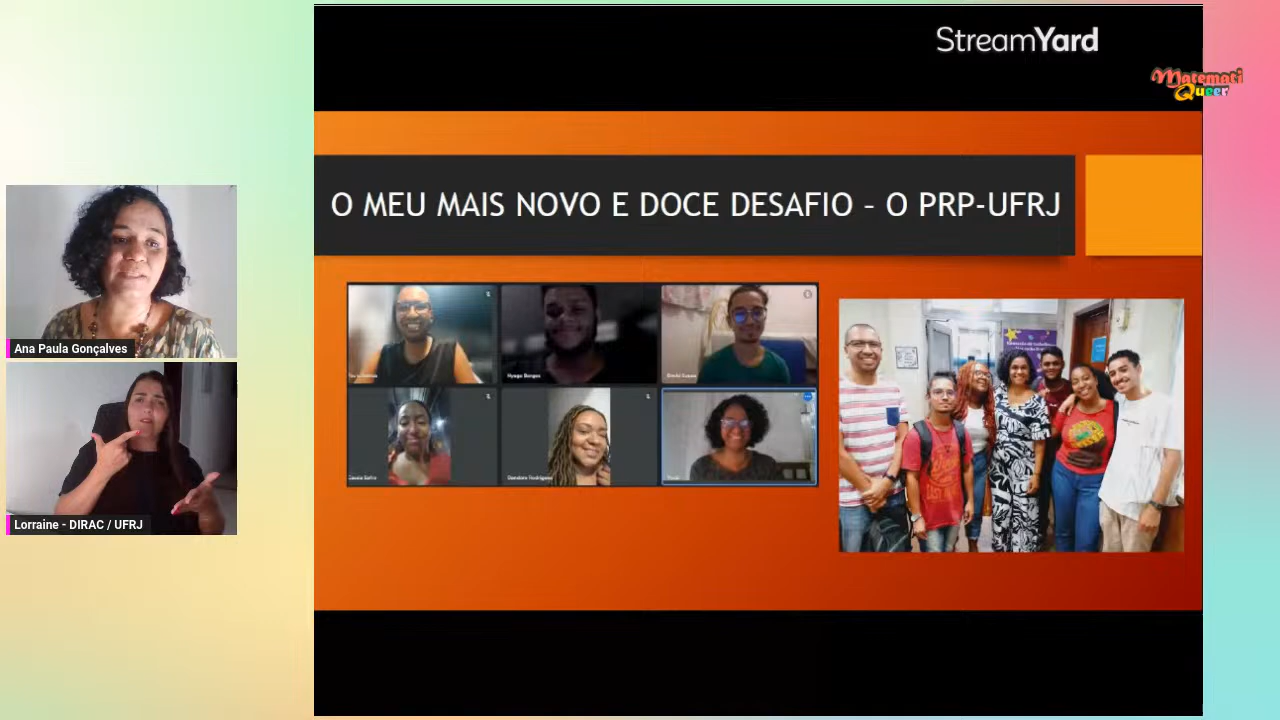 StreamYard
Matemati
Queer
O MEU MAIS NOVO E DOCE DESAFIO – O PRP-UFRJ
Ana Paula Gonçalves
Lorraine - DIRAC / UFRJ